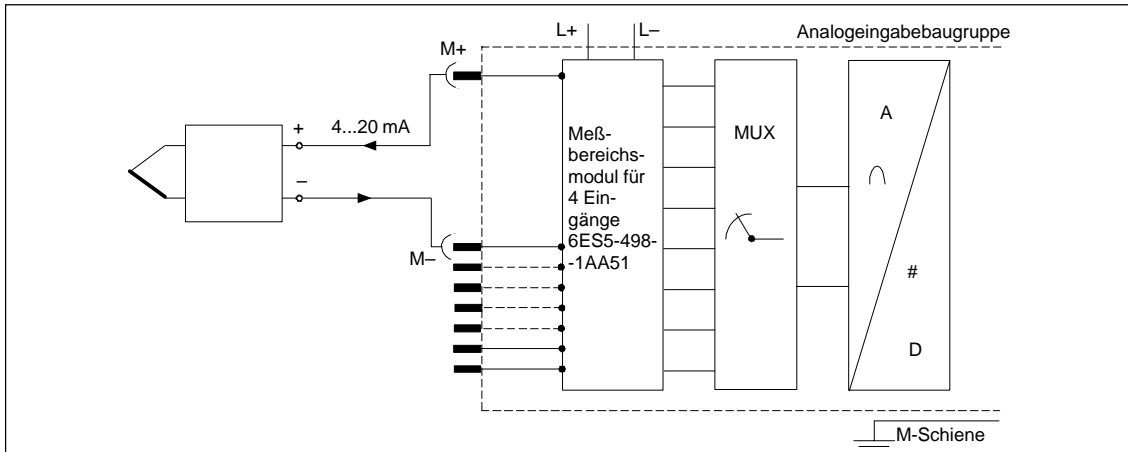 L+
L–
Analogeingabebaugruppe
M+
+
4...20 mA
–
M–
Meß-
bereichs-
modul für
4 Ein-
gänge
6ES5-498-
-1AA51
MUX
A
∩
#
D
M-Schiene